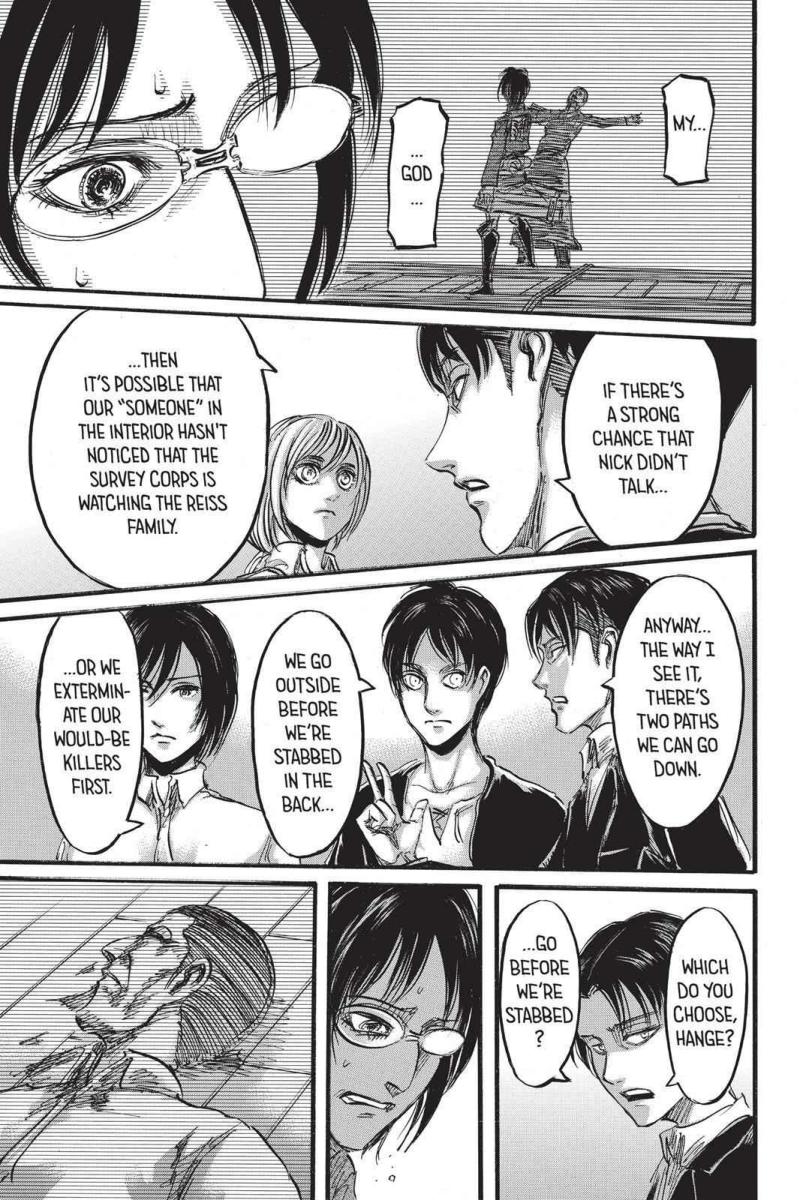 MY...
...
GOD
...
IF THERE'S
A STRONG
CHANCE THAT
NICK DIDN'T
TALK...
...THEN
IT'S POSSIBLE THAT
OUR "SOMEONE" IN
THE INTERIOR HASN'T
NOTICED THAT THE
SURVEY CORPS IS
WATCHING THE REISS
FAMILY.
ANYWAY...
THE WAY I
SEE IT,
THERE'S
TWO PATHS
WE CAN GO
DOWN.
WE GO
OUTSIDE
BEFORE
WE'RE
STABBED
IN THE
BACK...
...OR WE
EXTERMIN-
ATE OUR
WOULD-BE
KILLERS
FIRST.
WHICH
DO YOU
CHOOSE,
HANGE?
...GO
BEFORE
WE'RE
STABBED
?